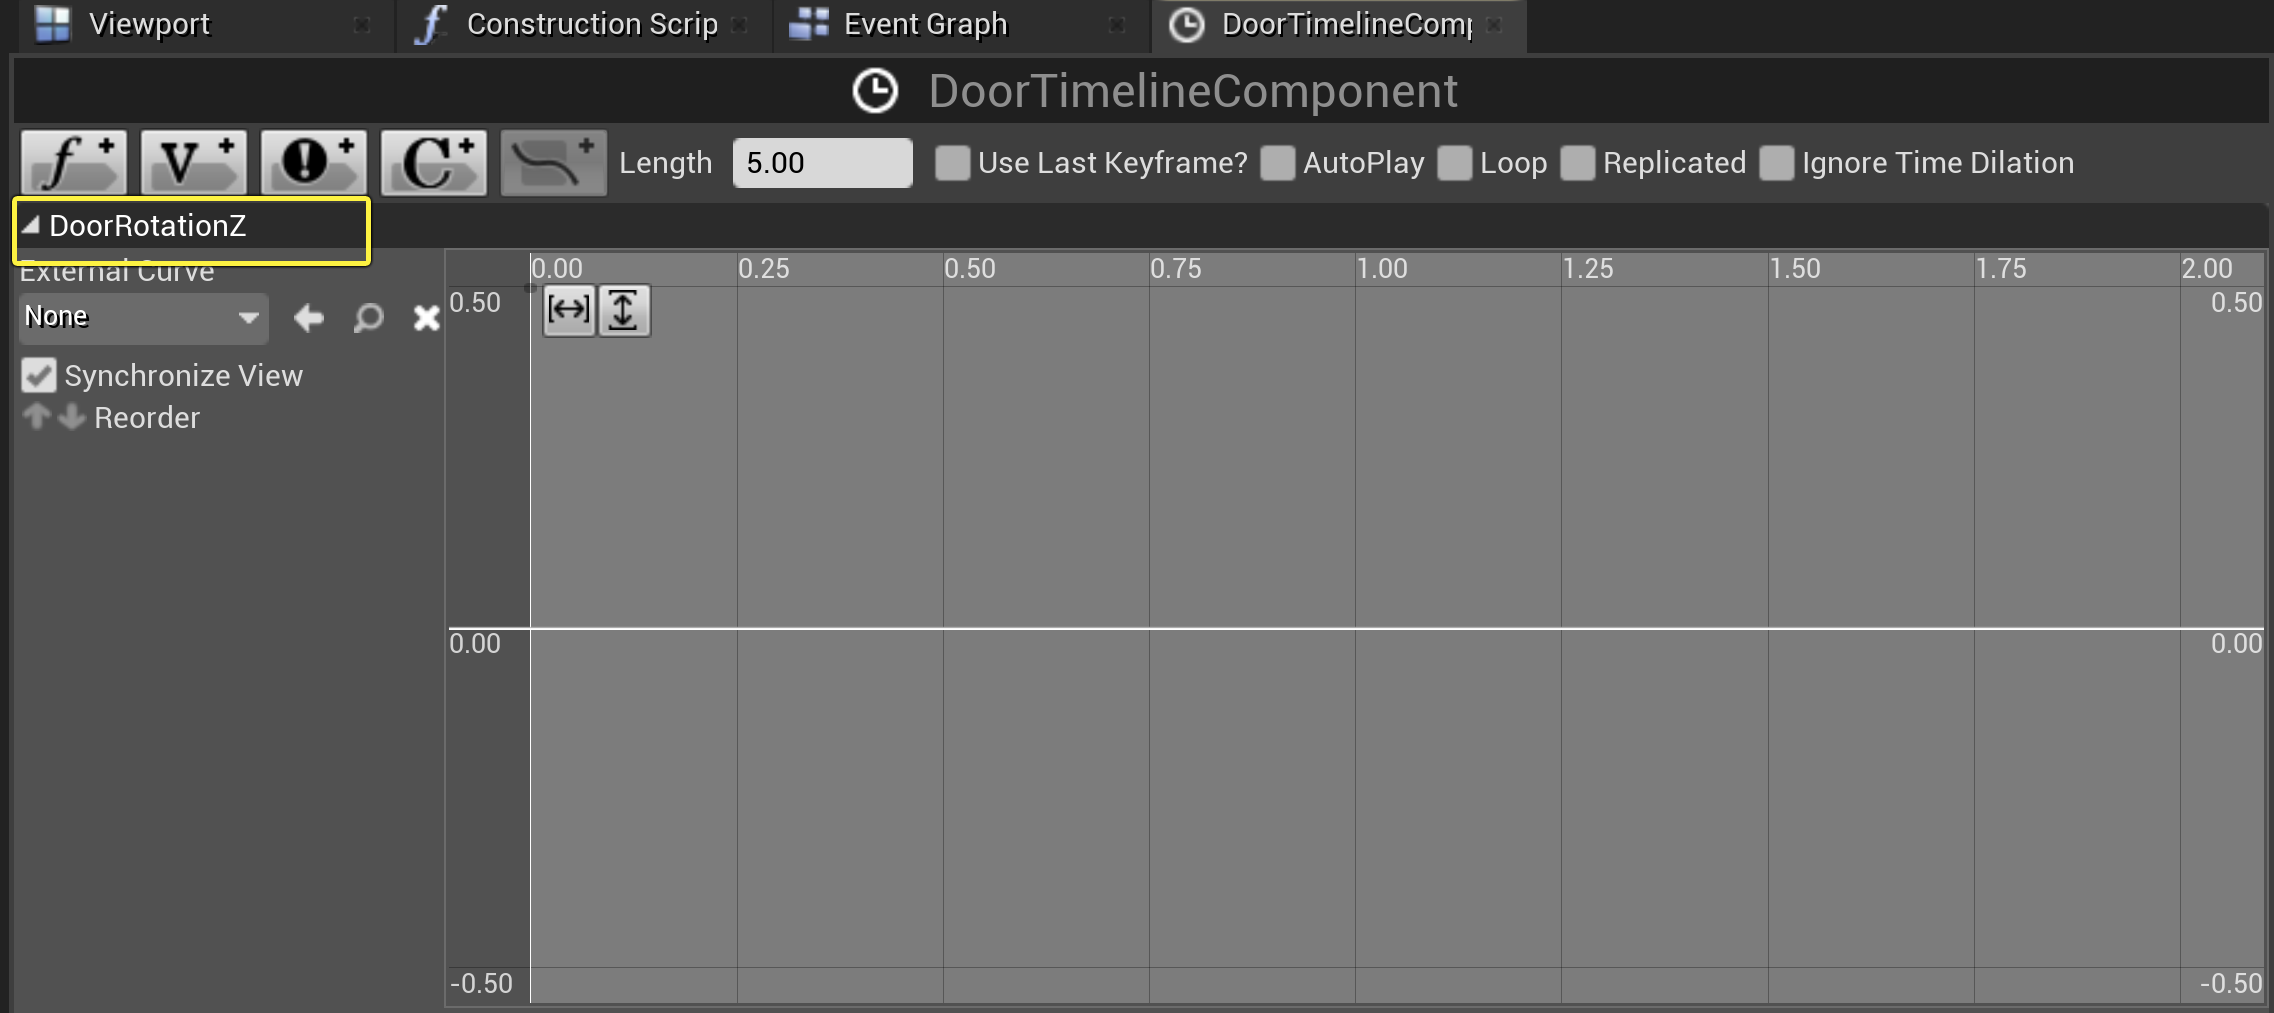 Viewport
Construction Scrip
Event Graph
DoorTimelineComp
DoorTimelineComponent
f+ V+ !+ C+ + Length 5.00 Use Last Keyframe? AutoPlay Loop Replicated Ignore Time Dilation
DoorRotationZ
External Curve
None
Synchronize View
Reorder
0.00 0.25 0.50 0.75 1.00 1.25 1.50 1.75 2.00
0.50 0.50
0.00 0.00
-0.50 -0.50